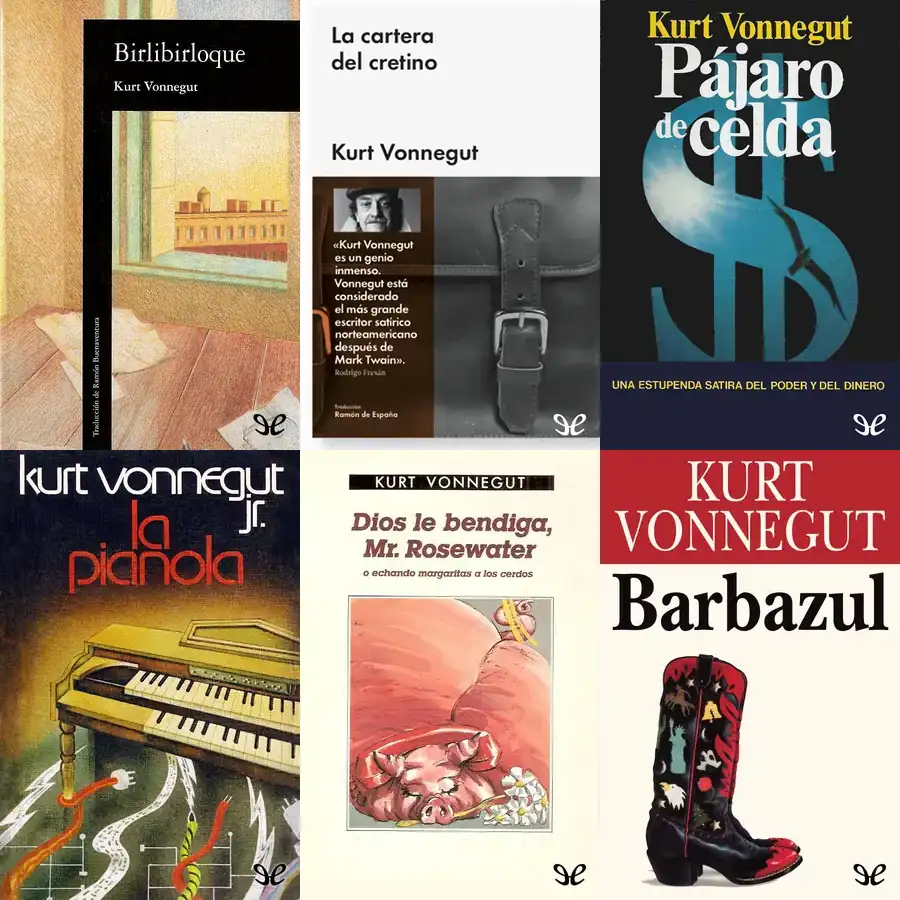 Birlibirloque
Kurt Vonnegut
Traducción de Ramón Buenaventura
La cartera
del cretino
Kurt Vonnegut
«Kurt Vonnegut
es un genio
inmenso.
Vonnegut está
considerado
el más grande
escritor satírico
norteamericano
después de
Mark Twain».
Rodrigo Fresán
Traducción
Ramón de España
Kurt Vonnegut
Pájaro
de celda
UNA ESTUPENDA SATIRA DEL PODER Y DEL DINERO
kurt vonnegut
jr.
la
pianola
KURT VONNEGUT
Dios le bendiga,
Mr. Rosewater
o echando margaritas a los cerdos
KURT
VONNEGUT
Barbazul